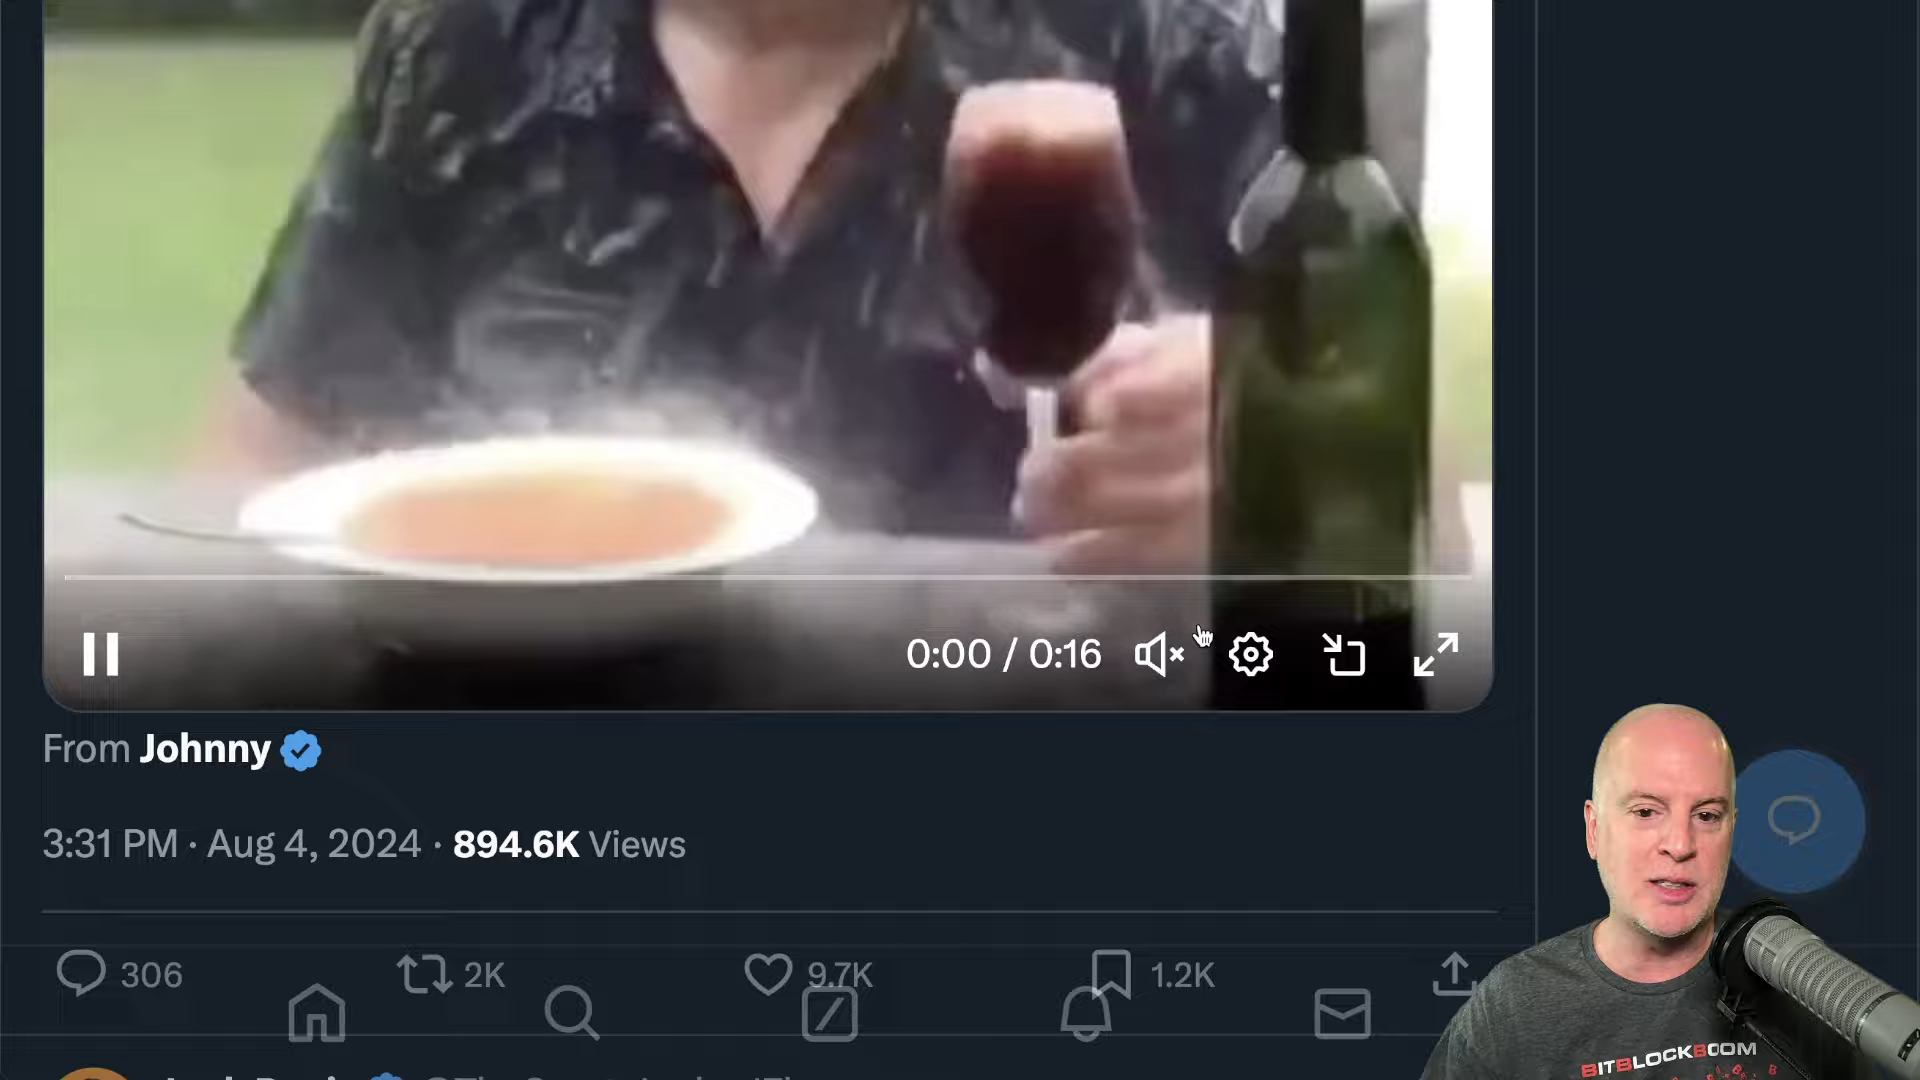 0:00 / 0:16
From Johnny
3:31 PM · Aug 4, 2024 · 894.6K Views
306 2K 9.7K 1.2K
BITBLOCKBOOM